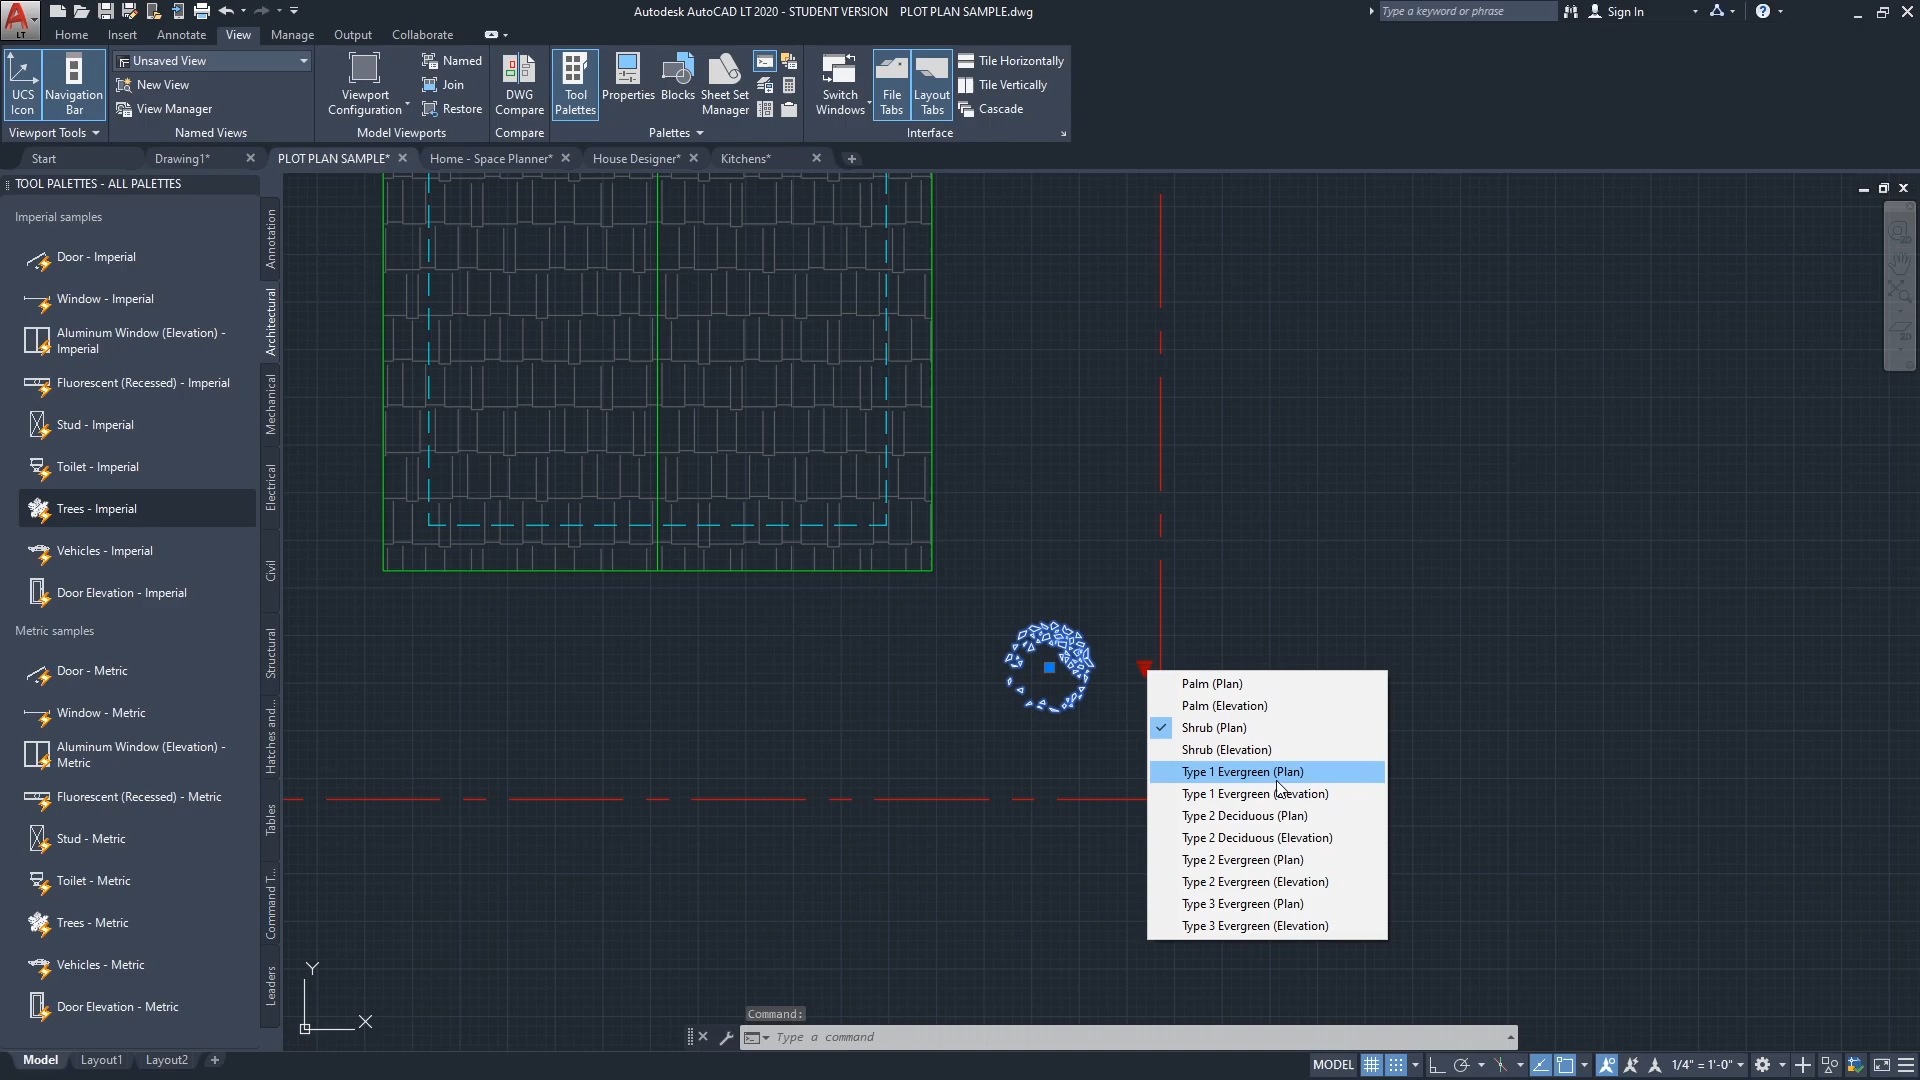 LT
Autodesk AutoCAD LT 2020 - STUDENT VERSION PLOT PLAN SAMPLE.dwg
Type a keyword or phrase
Sign In
Home
Insert
Annotate
View
Manage
Output
Collaborate
UCS
Icon
Navigation
Bar
Viewport Tools
Unsaved View
New View
View Manager
Named Views
Viewport
Configuration
Named
Join
Restore
Model Viewports
DWG
Compare
Compare
Tool
Palettes
Properties
Blocks
Sheet Set
Manager
Palettes
Switch
Windows
File
Tabs
Layout
Tabs
Tile Horizontally
Tile Vertically
Cascade
Interface
Start
Drawing1*
PLOT PLAN SAMPLE*
Home - Space Planner*
House Designer*
Kitchens*
TOOL PALETTES - ALL PALETTES
Imperial samples
Door - Imperial
Window - Imperial
Aluminum Window (Elevation) -
Imperial
Fluorescent (Recessed) - Imperial
Stud - Imperial
Toilet - Imperial
Trees - Imperial
Vehicles - Imperial
Door Elevation - Imperial
Metric samples
Door - Metric
Window - Metric
Aluminum Window (Elevation) -
Metric
Fluorescent (Recessed) - Metric
Stud - Metric
Toilet - Metric
Trees - Metric
Vehicles - Metric
Door Elevation - Metric
Annotation
Architectural
Mechanical
Electrical
Civil
Structural
Hatches and...
Tables
Command T...
Leaders
Palm (Plan)
Palm (Elevation)
Shrub (Plan)
Shrub (Elevation)
Type 1 Evergreen (Plan)
Type 1 Evergreen (Elevation)
Type 2 Deciduous (Plan)
Type 2 Deciduous (Elevation)
Type 2 Evergreen (Plan)
Type 2 Evergreen (Elevation)
Type 3 Evergreen (Plan)
Type 3 Evergreen (Elevation)
Y
X
Command:
Type a command
Model
Layout1
Layout2
MODEL
1/4" = 1'-0"